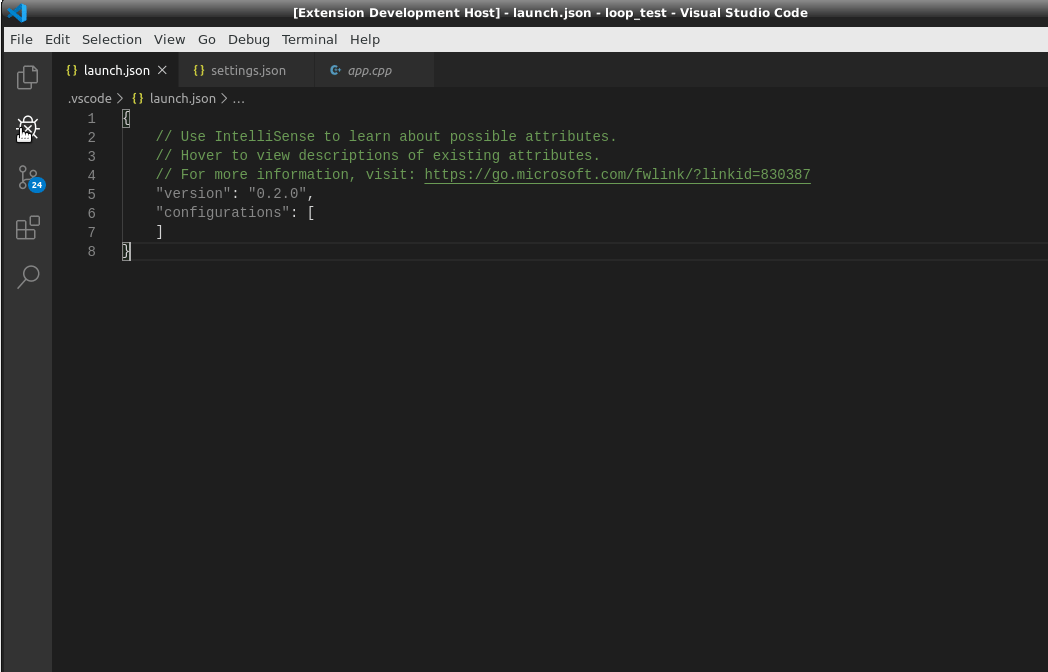 [Extension Development Host] - launch.json - loop_test - Visual Studio Code
File Edit Selection View Go Debug Terminal Help
{} launch.json × {} settings.json C+ app.cpp
.vscode > {} launch.json > ...
1 {
2 // Use IntelliSense to learn about possible attributes.
3 // Hover to view descriptions of existing attributes.
4 // For more information, visit: https://go.microsoft.com/fwlink/?linkid=830387
5 "version": "0.2.0",
6 "configurations": [
7 ]
8 }
24